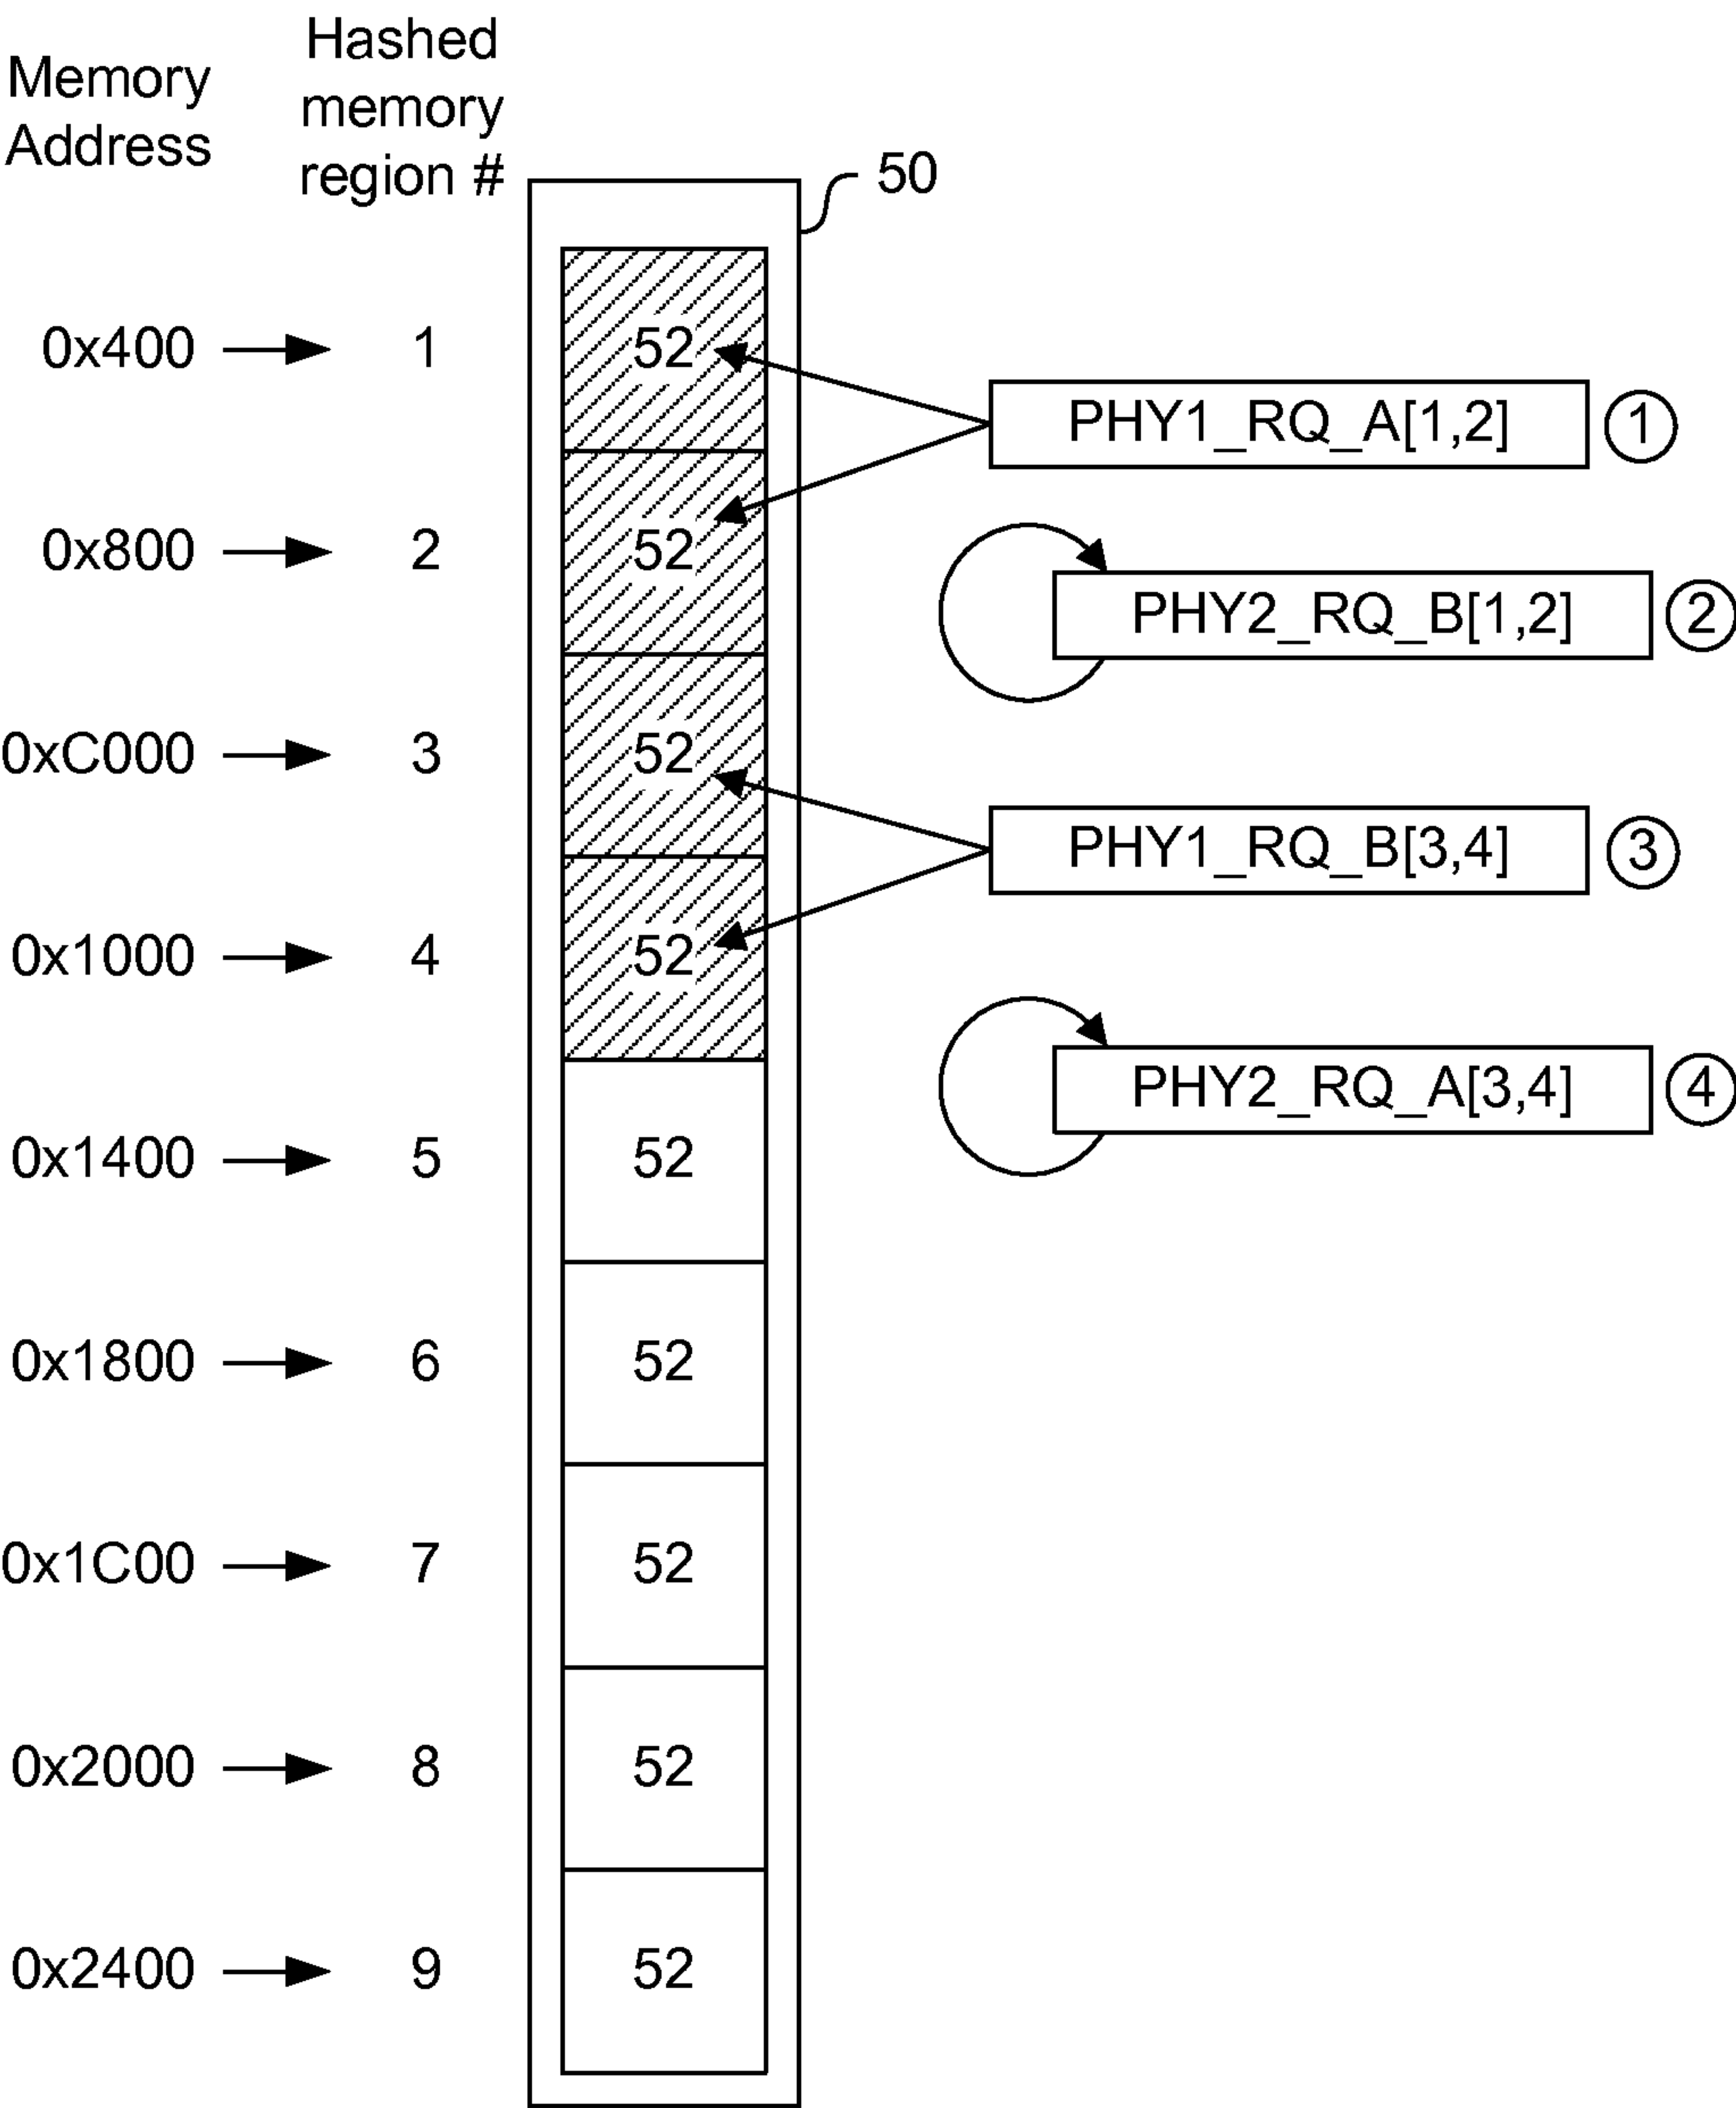 Memory
Address
Hashed
memory
region #
50
0x400 1 52
PHY1_RQ_A[1,2] 1
0x800 2 52
PHY2_RQ_B[1,2] 2
0xC000 3 52
PHY1_RQ_B[3,4] 3
0x1000 4 52
PHY2_RQ_A[3,4] 4
0x1400 5 52
0x1800 6 52
0x1C00 7 52
0x2000 8 52
0x2400 9 52